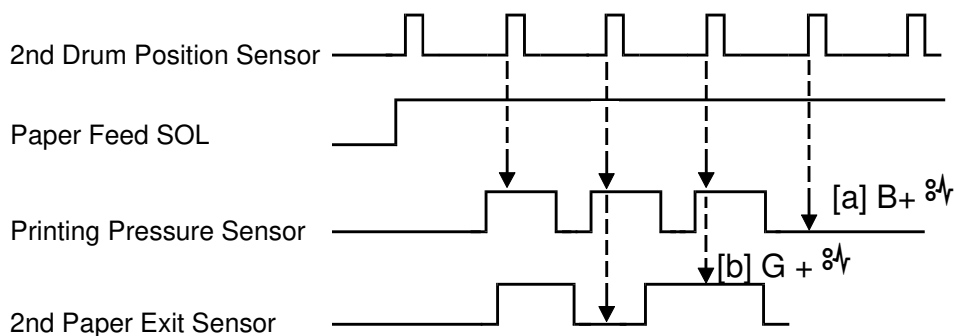 2nd Drum Position Sensor
Paper Feed SOL
[a] B+
Printing Pressure Sensor
[b] G +
2nd Paper Exit Sensor